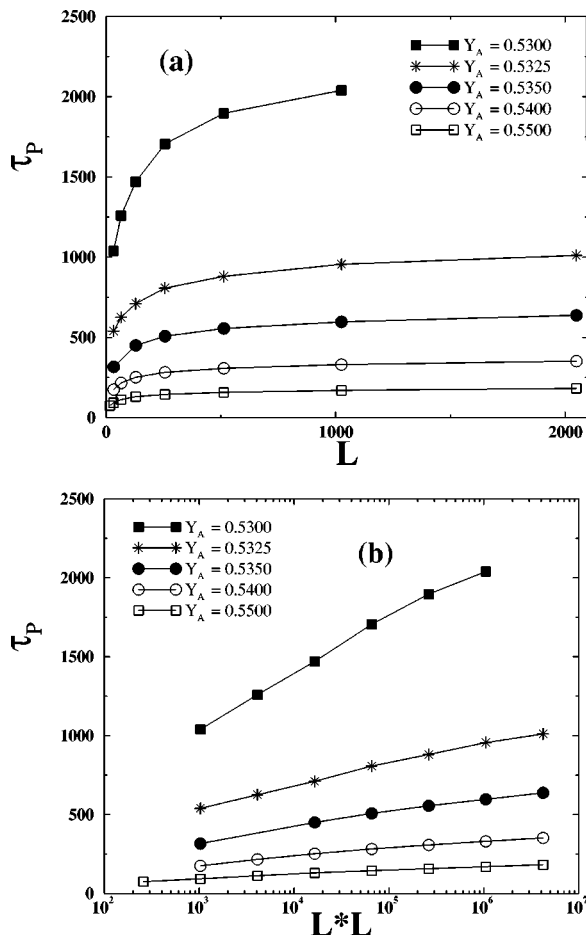 2500
2000
1500
1000
500
0
τ_P
(a)
Y_A = 0.5300
Y_A = 0.5325
Y_A = 0.5350
Y_A = 0.5400
Y_A = 0.5500
0 1000 2000
L
2500
2000
1500
1000
500
0
τ_P
Y_A = 0.5300
Y_A = 0.5325
Y_A = 0.5350
Y_A = 0.5400
Y_A = 0.5500
(b)
10^2 10^3 10^4 10^5 10^6 10^7
L*L